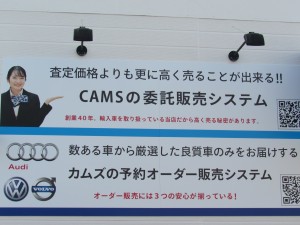 査定価格よりも更に高く売ることが出来る!!
CAMSの委託販売システム
創業40年、輸入車を取り扱っている当店だから高く売る秘密があります。
数ある車から厳選した良質車のみをお届けする
Audi
カムズの予約オーダー販売システム
VOLVO
オーダー販売には3つの安心が揃っている!